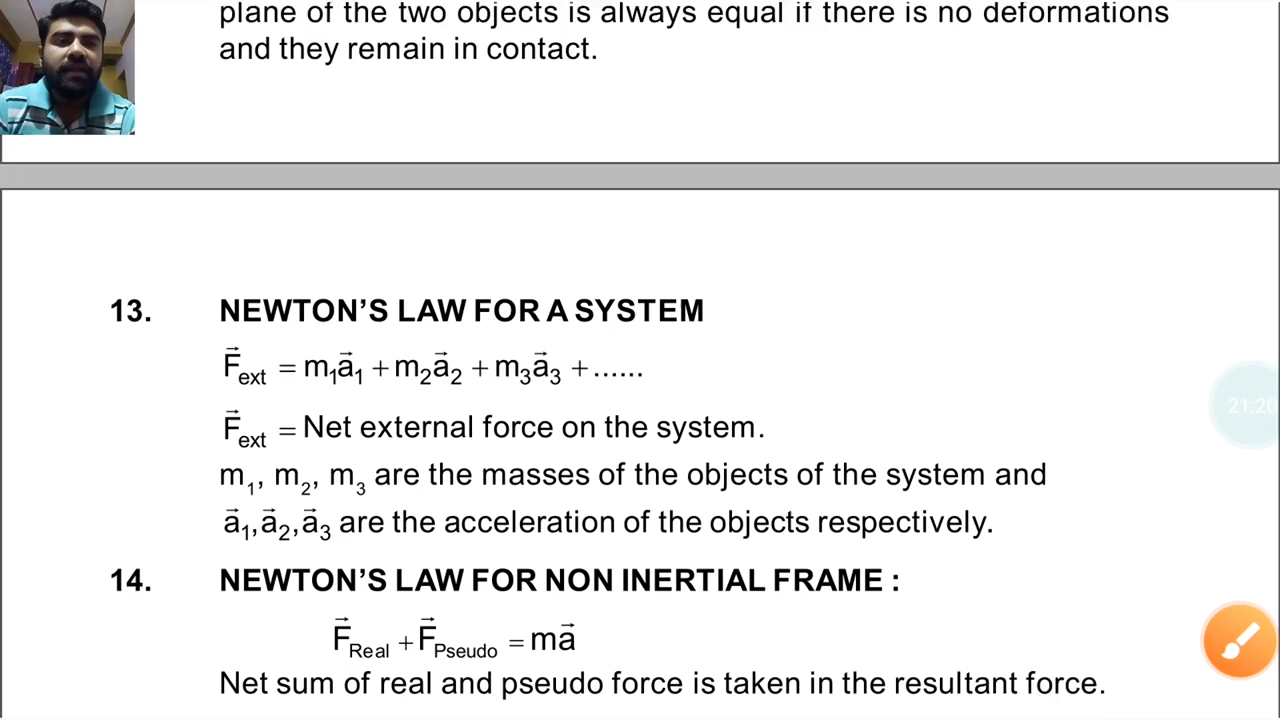 plane of the two objects is always equal if there is no deformations
and they remain in contact.
13. NEWTON’S LAW FOR A SYSTEM
F⃗ext = m₁a⃗₁ + m₂a⃗₂ + m₃a⃗₃ + ......
F⃗ext = Net external force on the system.
m₁, m₂, m₃ are the masses of the objects of the system and
a⃗₁,a⃗₂,a⃗₃ are the acceleration of the objects respectively.
21:20
14. NEWTON’S LAW FOR NON INERTIAL FRAME :
F⃗Real + F⃗Pseudo = ma⃗
Net sum of real and pseudo force is taken in the resultant force.